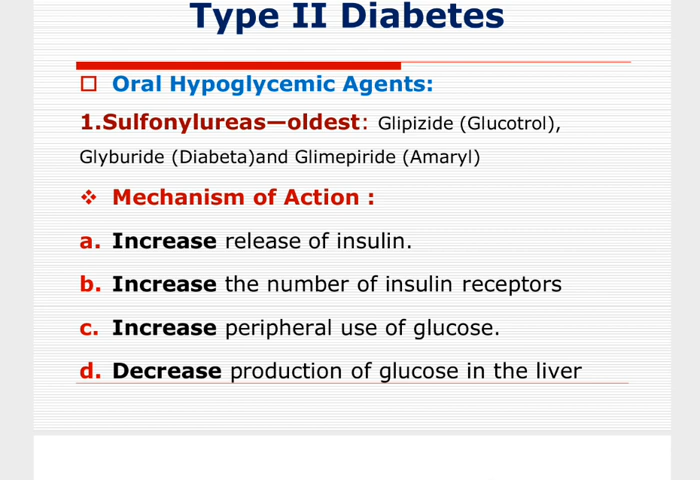 Type II Diabetes
Oral Hypoglycemic Agents:
1.Sulfonylureas—oldest: Glipizide (Glucotrol),
Glyburide (Diabeta)and Glimepiride (Amaryl)
Mechanism of Action :
a. Increase release of insulin.
b. Increase the number of insulin receptors
c. Increase peripheral use of glucose.
d. Decrease production of glucose in the liver